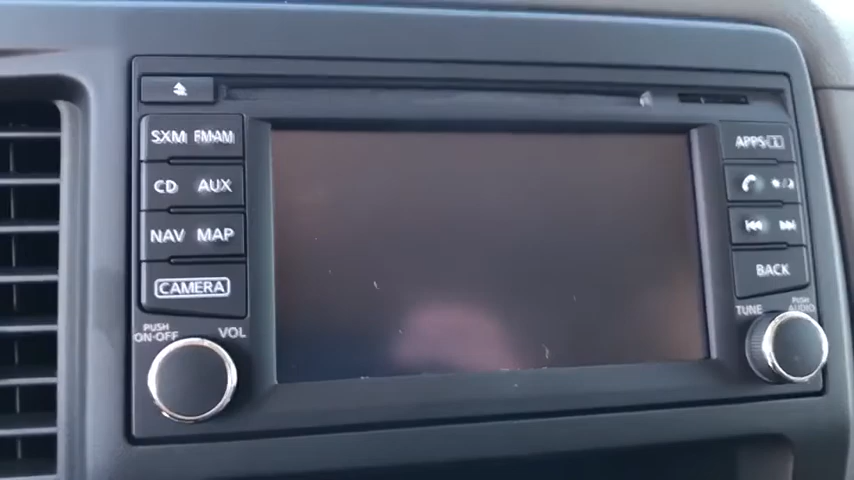 SXM FM·AM
CD AUX
NAV MAP
CAMERA
PUSH
ON·OFF
VOL
APPS
BACK
TUNE
PUSH
AUDIO